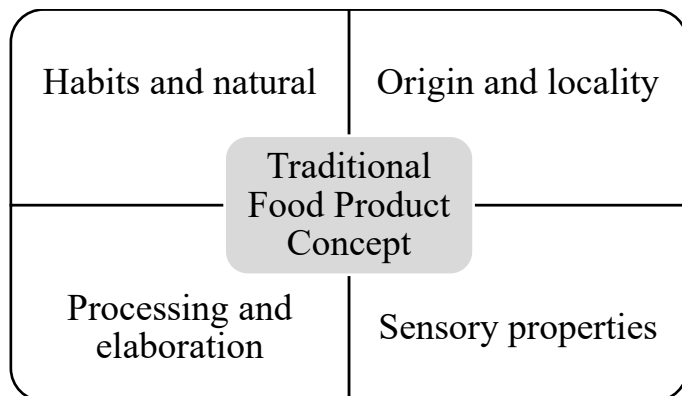 Habits and natural
Origin and locality
Traditional
Food Product
Concept
Processing and
elaboration
Sensory properties